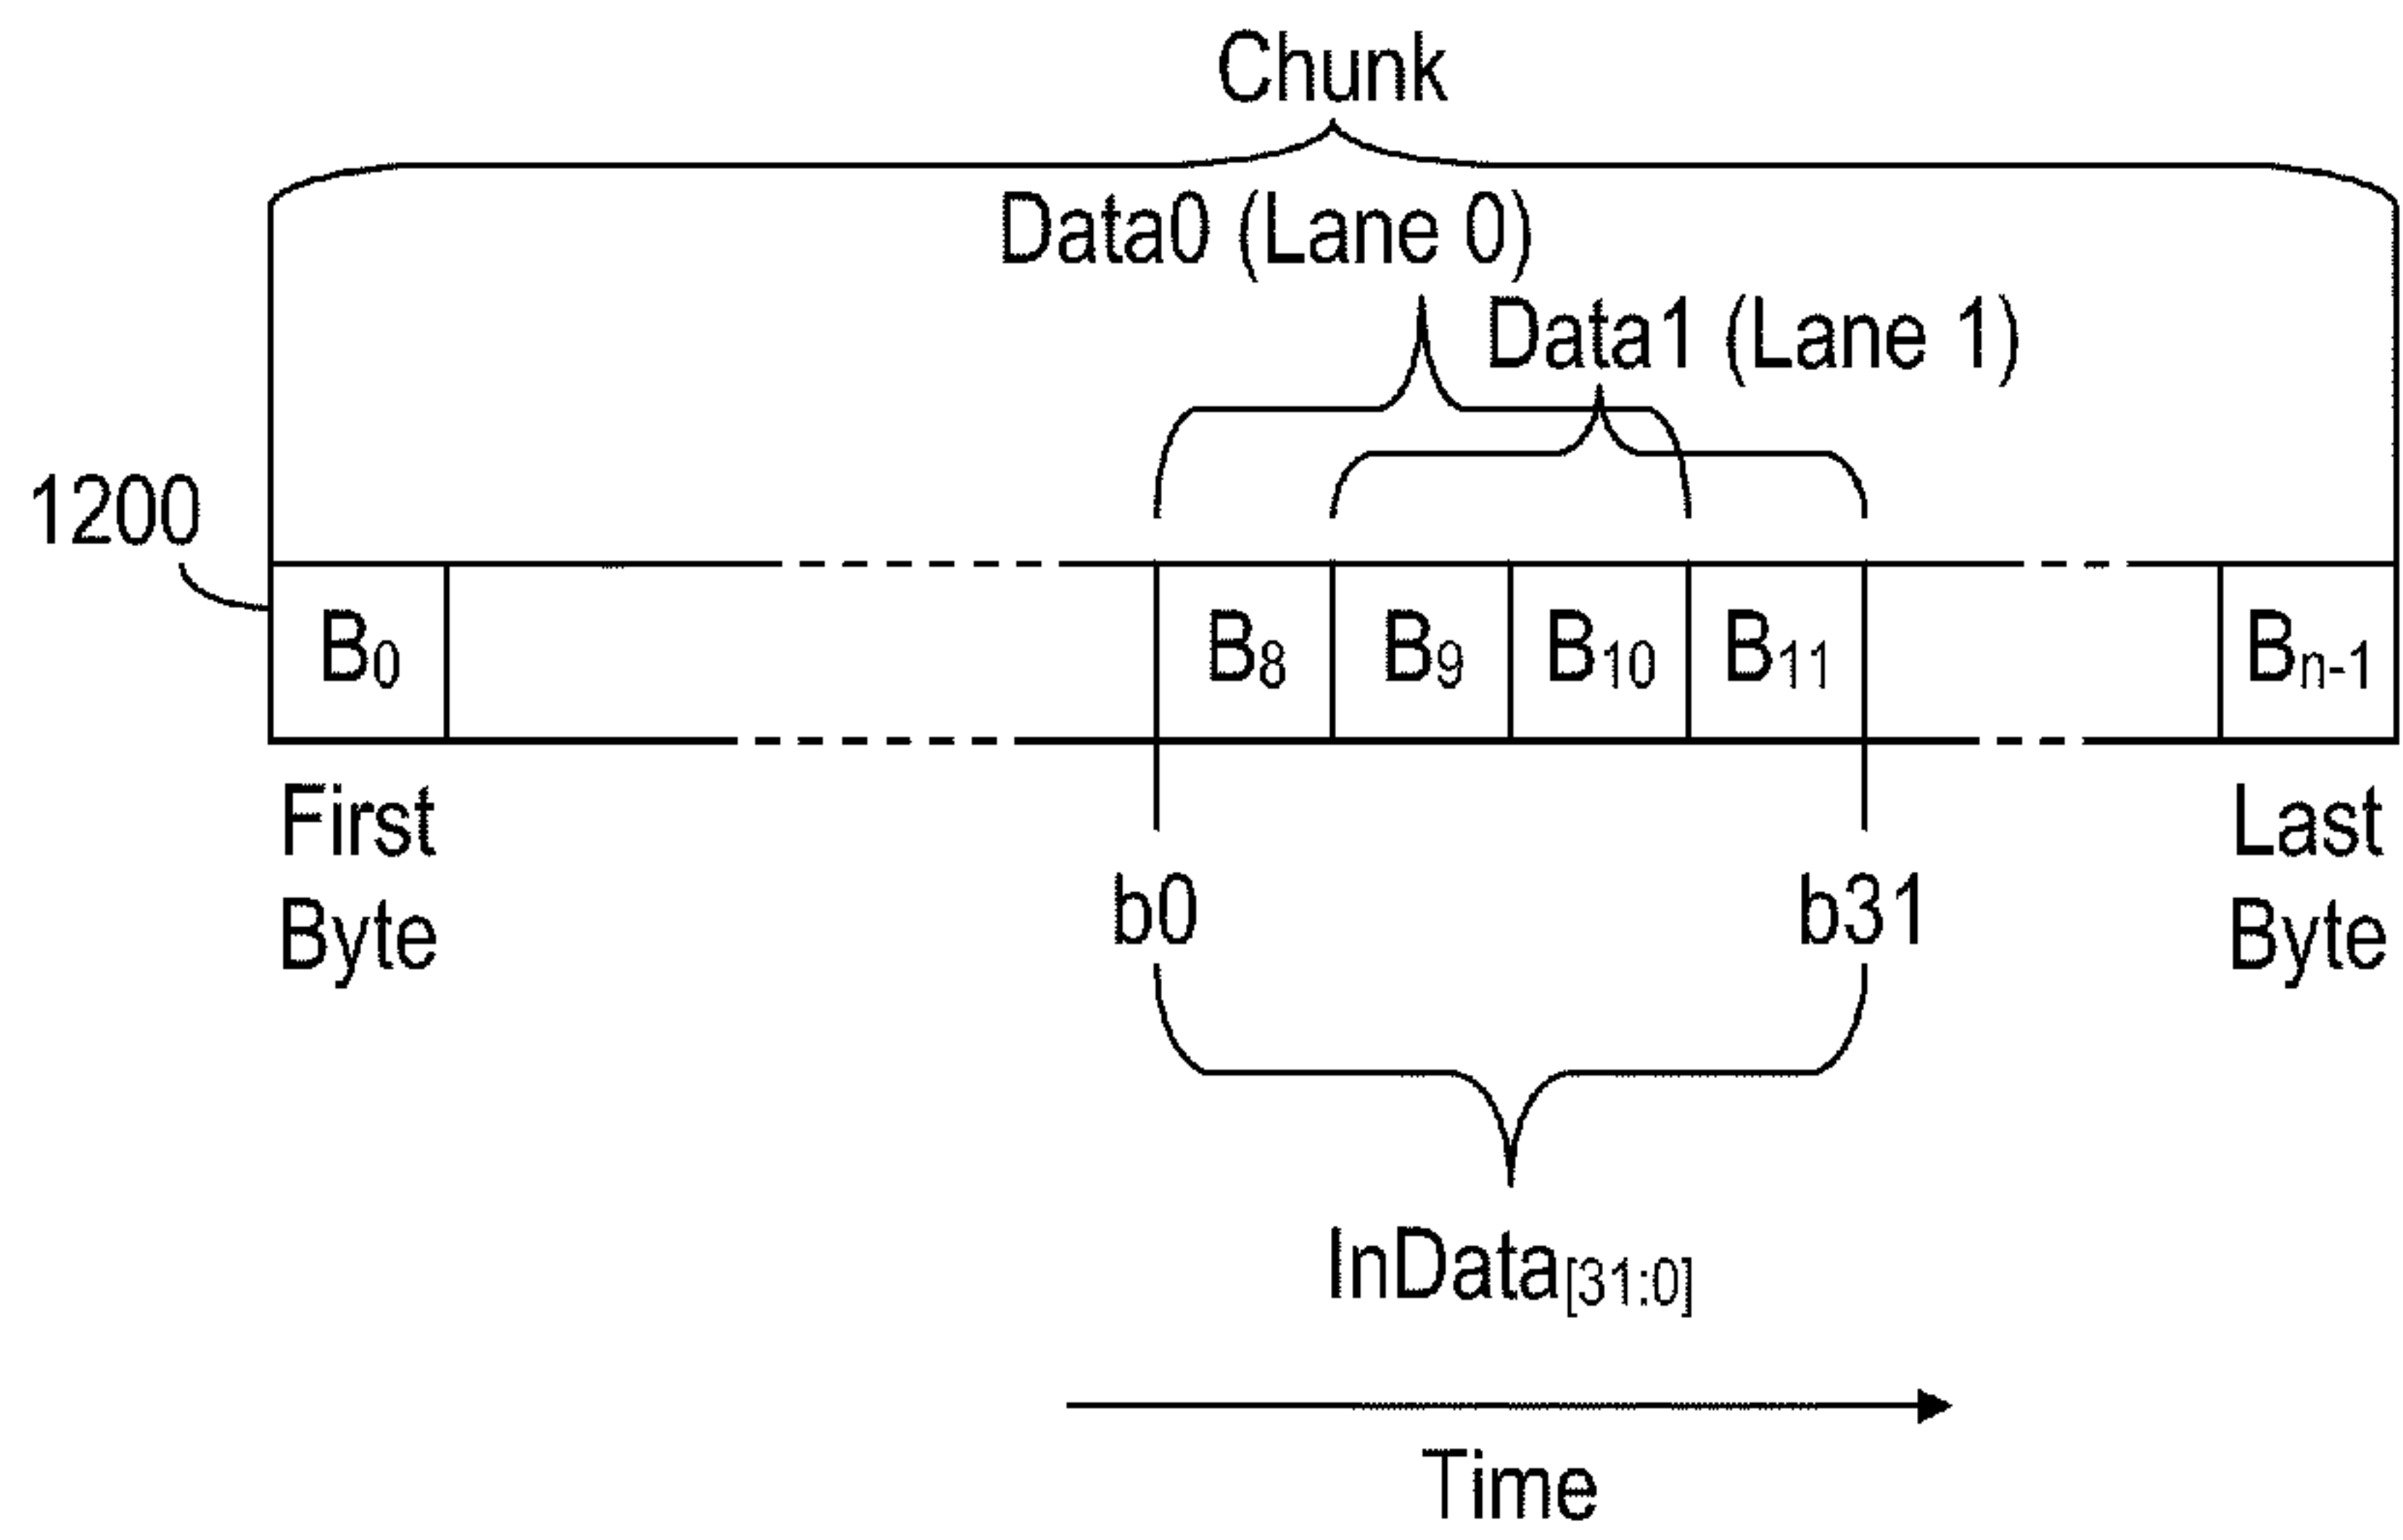 Chunk
Data0 (Lane 0)
Data1 (Lane 1)
1200
B0 B8 B9 B10 B11 Bn-1
First
Byte
Last
Byte
b0 b31
InData[31:0]
Time